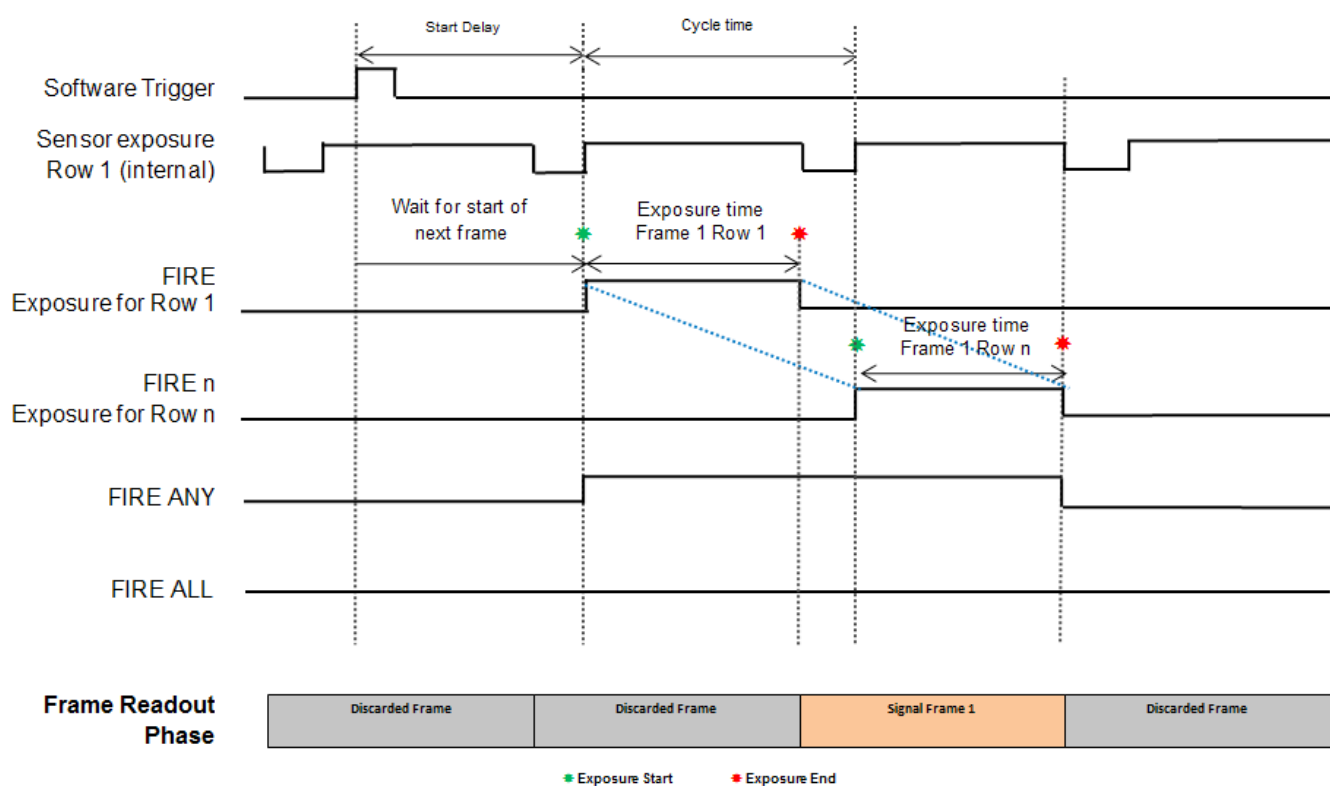 Start Delay
Cycle time
Software Trigger
Sensor exposure
Row 1 (internal)
Wait for start of
next frame
Exposure time
Frame 1 Row 1
FIRE
Exposure for Row 1
Exposure time
Frame 1 Row n
FIRE n
Exposure for Row n
FIRE ANY
FIRE ALL
Frame Readout
Phase
Discarded Frame
Discarded Frame
Signal Frame 1
Discarded Frame
Exposure Start
Exposure End